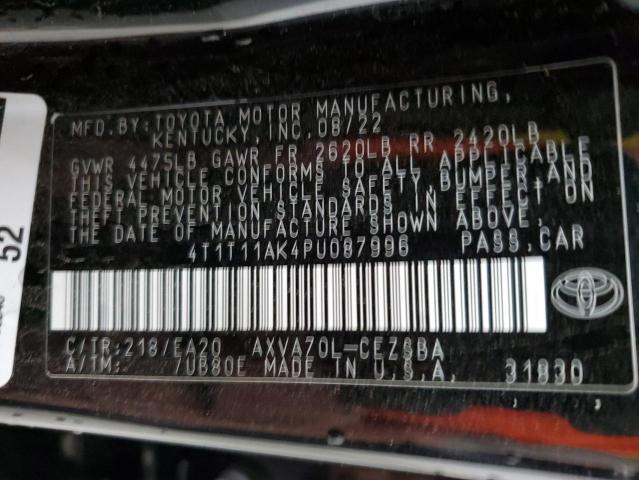 MFD.BY:TOYOTA MOTOR MANUFACTURING,
KENTUCKY,INC.08/22
GVWR 4475LB GAWR FR 2620LB RR 2420LB
THIS VEHICLE CONFORMS TO ALL APPLICABLE
FEDERAL MOTOR VEHICLE SAFETY,BUMPER,AND
THEFT PREVENTION STANDARDS IN EFFECT ON
THE DATE OF MANUFACTURE SHOWN ABOVE.
4T1T11AK4PU087996 PASS.CAR
C/TR:218/EA20 AXVA70L-CEZSBA
A/TM: /UB80E MADE IN U.S.A. 31830
52